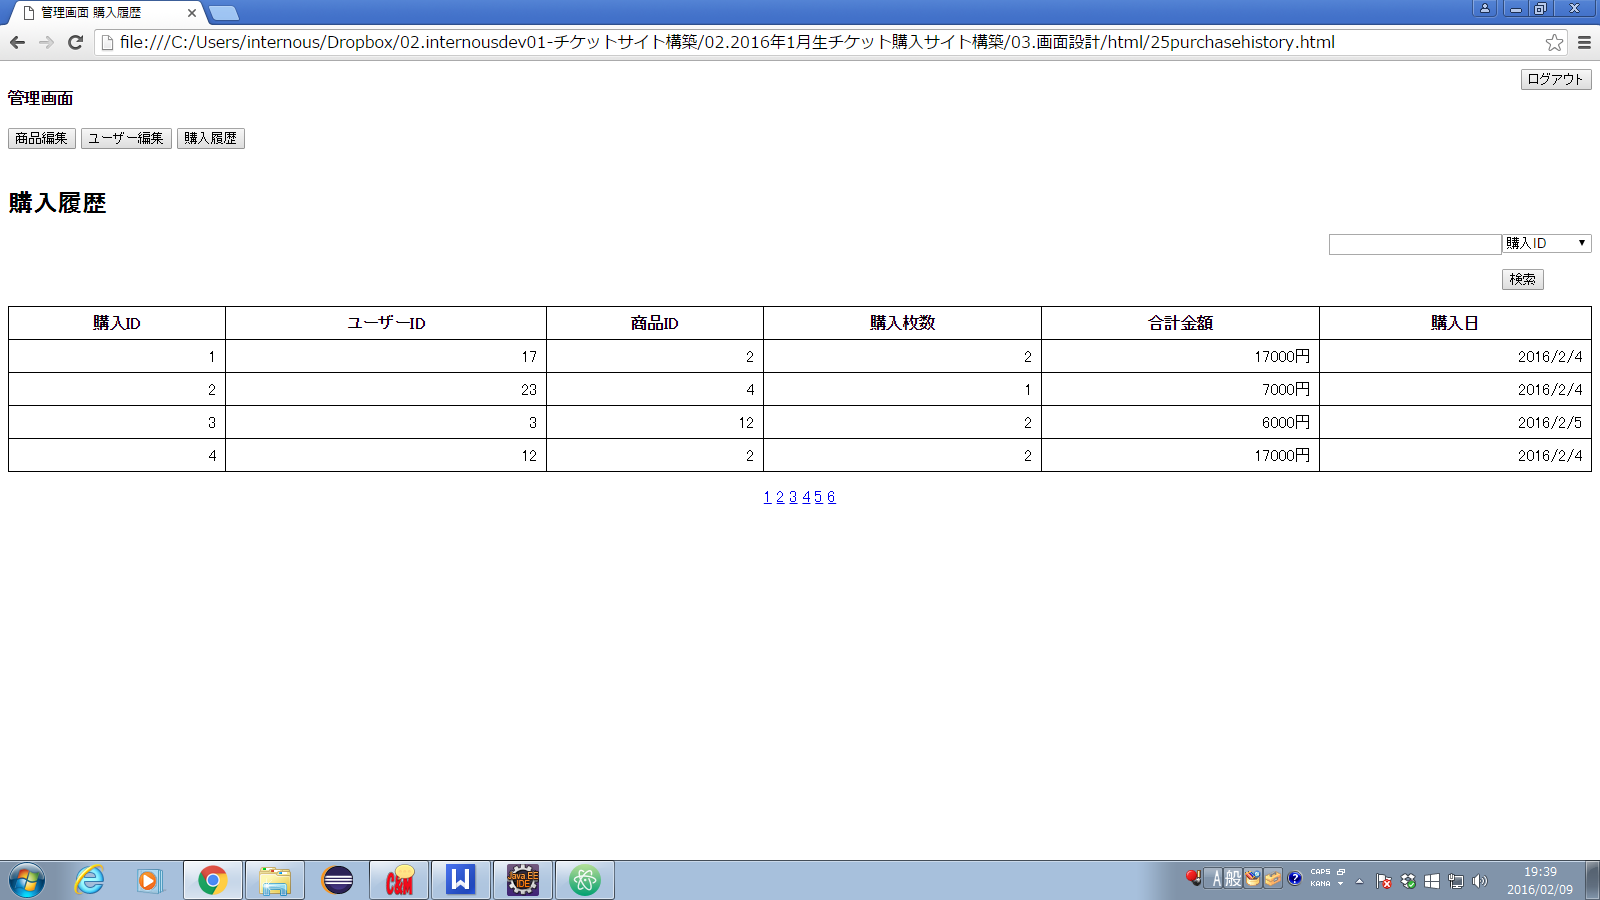 管理画面 購入履歴
file:///C:/Users/internous/Dropbox/02.internousdev01-チケットサイト構築/02.2016年1月生チケット購入サイト構築/03.画面設計/html/25purchasehistory.html
ログアウト
管理画面
商品編集 ユーザー編集 購入履歴
購入履歴
購入ID
検索
購入ID ユーザーID 商品ID 購入枚数 合計金額 購入日
1 17 2 2 17000円 2016/2/4
2 23 4 1 7000円 2016/2/4
3 3 12 2 6000円 2016/2/5
4 12 2 2 17000円 2016/2/4
1 2 3 4 5 6
C&M W Java EE IDE A 般 CAPS KANA 19:39
2016/02/09